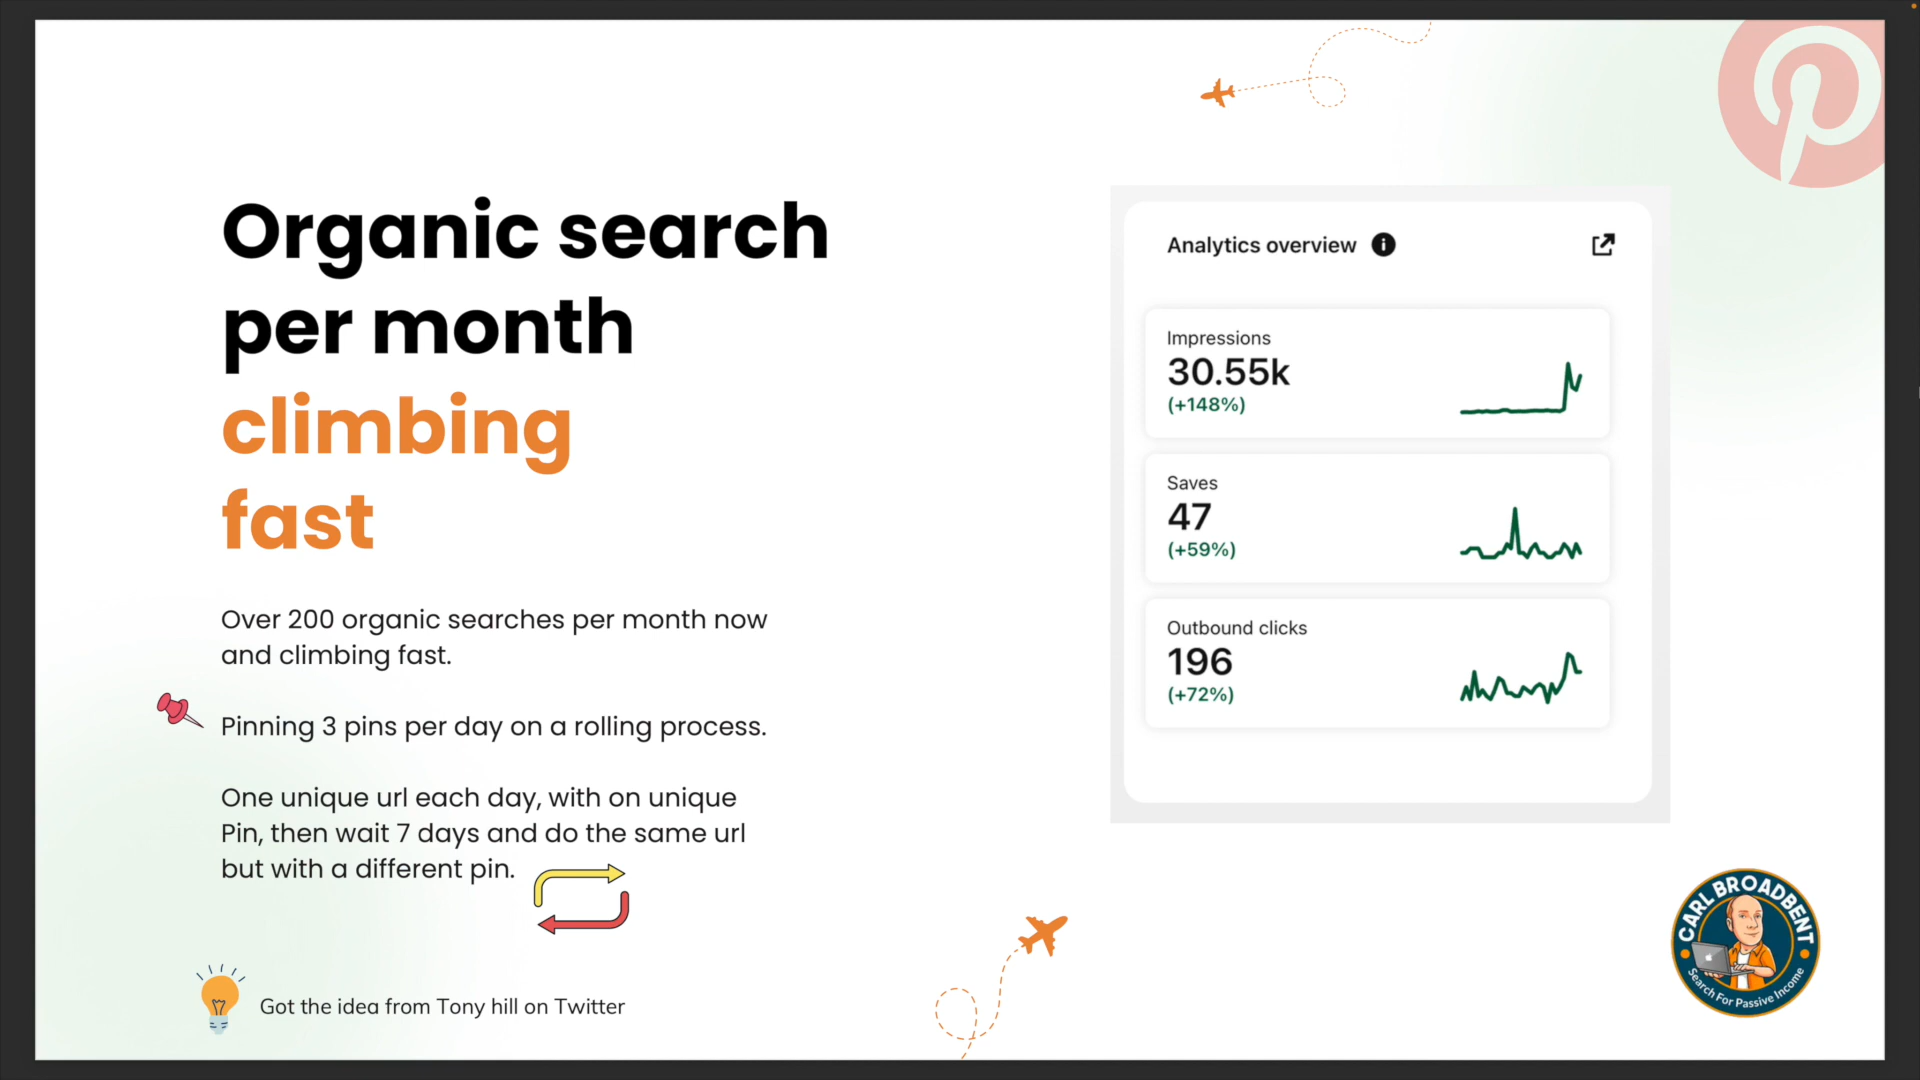 Organic search
per month
climbing
fast
Over 200 organic searches per month now
and climbing fast.
Pinning 3 pins per day on a rolling process.
One unique url each day, with on unique
Pin, then wait 7 days and do the same url
but with a different pin.
Got the idea from Tony hill on Twitter
Analytics overview
Impressions
30.55k
(+148%)
Saves
47
(+59%)
Outbound clicks
196
(+72%)
CARL BROADBENT
Search For Passive Income